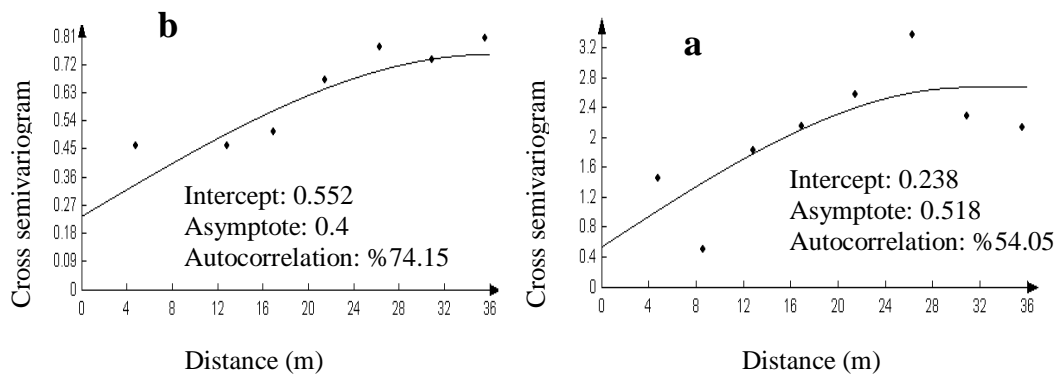 b
Cross semivariogram
0.81
0.72
0.63
0.54
0.45
0.36
0.27
0.18
0.09
0
Intercept: 0.552
Asymptote: 0.4
Autocorrelation: %74.15
0 4 8 12 16 20 24 28 32 36
Distance (m)
a
Cross semivariogram
3.2
2.8
2.4
2
1.6
1.2
0.8
0.4
0
Intercept: 0.238
Asymptote: 0.518
Autocorrelation: %54.05
0 4 8 12 16 20 24 28 32 36
Distance (m)